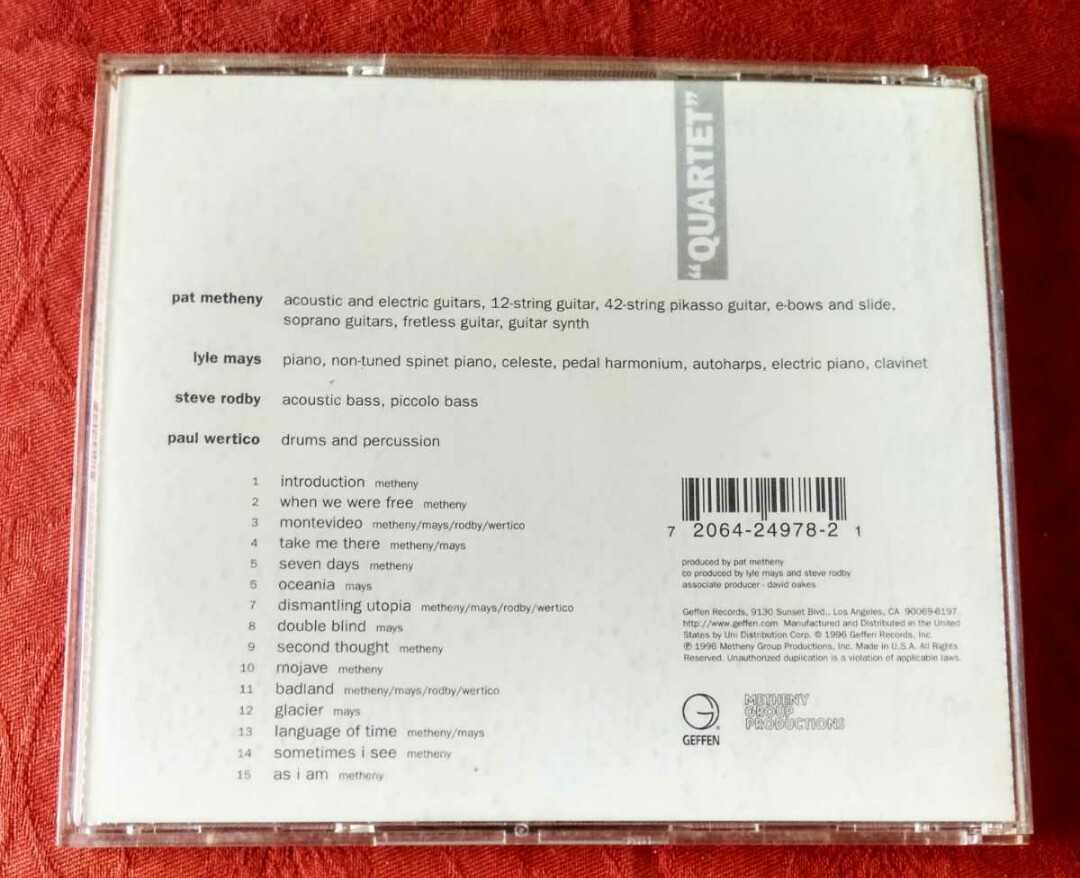 “QUARTET”
pat metheny acoustic and electric guitars, 12-string guitar, 42-string pikasso guitar, e-bows and slide,
soprano guitars, fretless guitar, guitar synth
lyle mays piano, non-tuned spinet piano, celeste, pedal harmonium, autoharps, electric piano, clavinet
steve rodby acoustic bass, piccolo bass
paul wertico drums and percussion
1 introduction metheny
2 when we were free metheny
3 montevideo metheny/mays/rodby/wertico
4 take me there metheny/mays
5 seven days metheny
6 oceania mays
7 dismantling utopia metheny/mays/rodby/wertico
8 double blind mays
9 second thought metheny
10 mojave metheny
11 badland metheny/mays/rodby/wertico
12 glacier mays
13 language of time metheny/mays
14 sometimes i see metheny
15 as i am metheny
7 2064-24978-2 1
produced by pat metheny
co produced by lyle mays and steve rodby
associate producer - david oakes
Geffen Records, 9130 Sunset Blvd., Los Angeles, CA 90069-6197.
http://www.geffen.com Manufactured and Distributed in the United
States by Uni Distribution Corp. © 1996 Geffen Records, Inc.
℗ 1996 Metheny Group Productions, Inc. Made in U.S.A. All Rights
Reserved. Unauthorized duplication is a violation of applicable laws.
GEFFEN
METHENY
GROUP
PRODUCTIONS